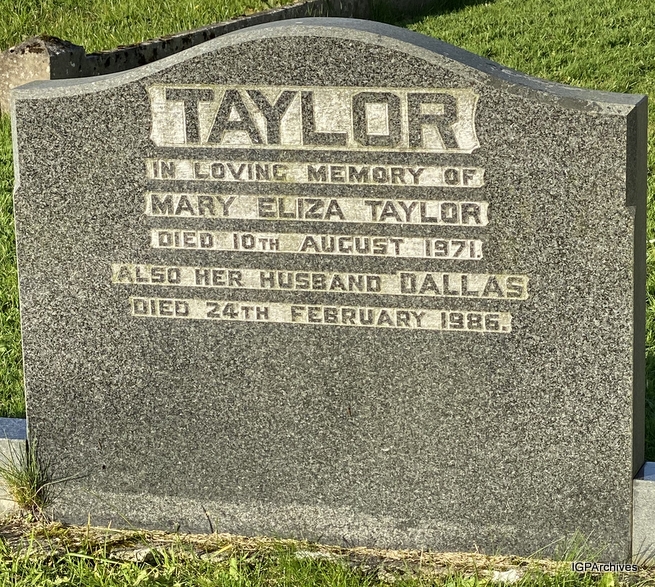 TAYLOR
IN LOVING MEMORY OF
MARY ELIZA TAYLOR
DIED 10TH AUGUST 1971.
ALSO HER HUSBAND DALLAS
DIED 24TH FEBRUARY 1986.
IGPArchives